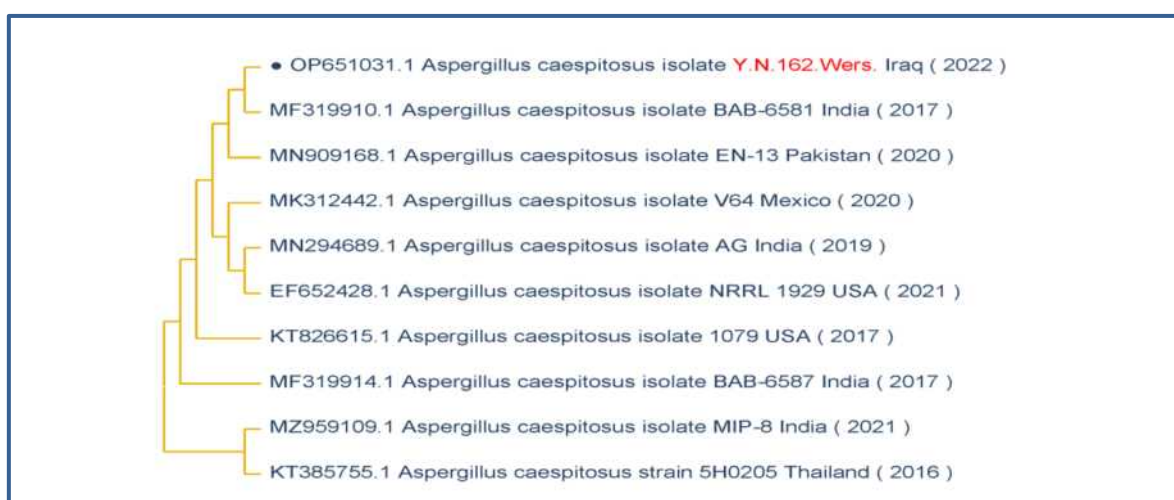 • OP651031.1 Aspergillus caespitosus isolate Y.N.162.Wers. Iraq ( 2022 )
MF319910.1 Aspergillus caespitosus isolate BAB-6581 India ( 2017 )
MN909168.1 Aspergillus caespitosus isolate EN-13 Pakistan ( 2020 )
MK312442.1 Aspergillus caespitosus isolate V64 Mexico ( 2020 )
MN294689.1 Aspergillus caespitosus isolate AG India ( 2019 )
EF652428.1 Aspergillus caespitosus isolate NRRL 1929 USA ( 2021 )
KT826615.1 Aspergillus caespitosus isolate 1079 USA ( 2017 )
MF319914.1 Aspergillus caespitosus isolate BAB-6587 India ( 2017 )
MZ959109.1 Aspergillus caespitosus isolate MIP-8 India ( 2021 )
KT385755.1 Aspergillus caespitosus strain 5H0205 Thailand ( 2016 )